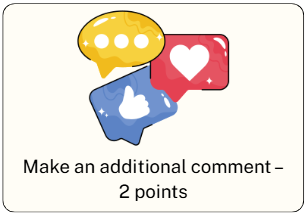 Make an additional comment –
2 points